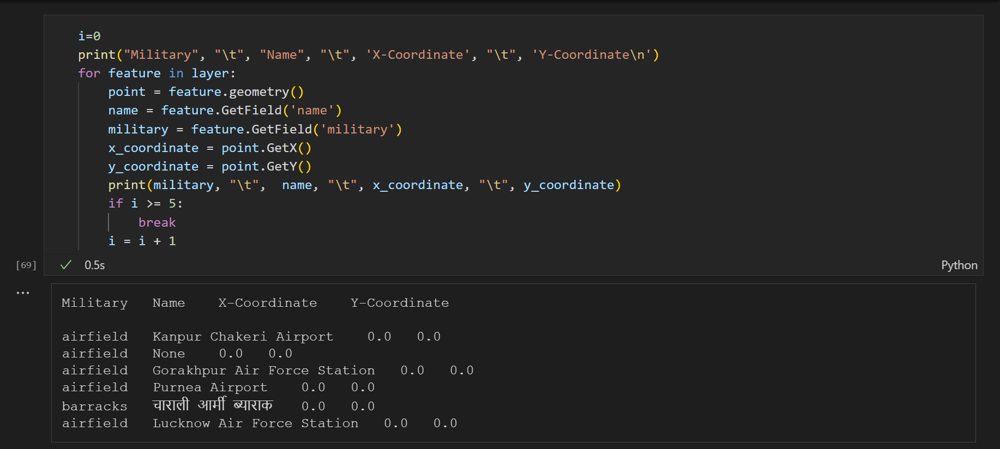 i=0
print("Military", "\t", "Name", "\t", 'X-Coordinate', "\t", 'Y-Coordinate\n')
for feature in layer:
    point = feature.geometry()
    name = feature.GetField('name')
    military = feature.GetField('military')
    x_coordinate = point.GetX()
    y_coordinate = point.GetY()
    print(military, "\t",  name, "\t", x_coordinate, "\t", y_coordinate)
    if i >= 5:
        break
    i = i + 1
[69] ✓ 0.5s Python
...
Military   Name    X-Coordinate    Y-Coordinate
airfield   Kanpur Chakeri Airport    0.0   0.0
airfield   None    0.0   0.0
airfield   Gorakhpur Air Force Station   0.0   0.0
airfield   Purnea Airport    0.0   0.0
barracks   चाराली आर्मी ब्याराक    0.0   0.0
airfield   Lucknow Air Force Station   0.0   0.0